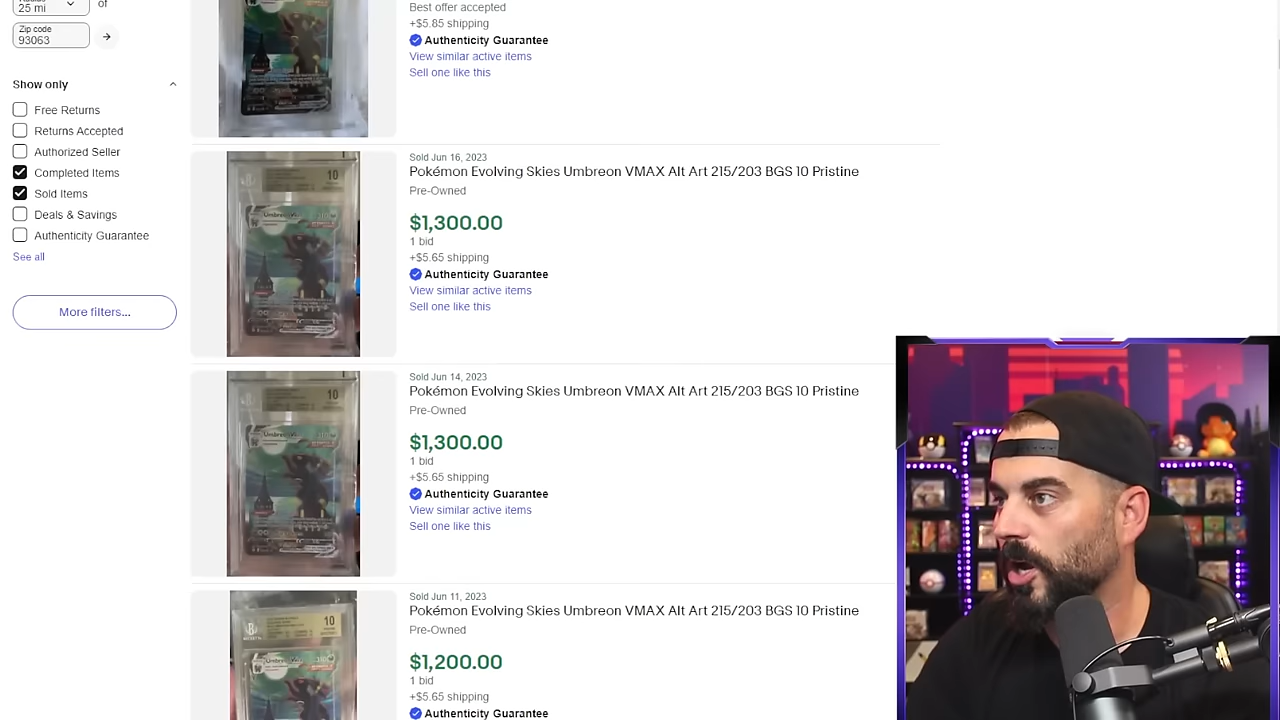 25 mi
of
Zip code
93063
Show only
Free Returns
Returns Accepted
Authorized Seller
Completed Items
Sold Items
Deals & Savings
Authenticity Guarantee
See all
More filters...
Best offer accepted
+$5.85 shipping
Authenticity Guarantee
View similar active items
Sell one like this
10
Sold Jun 16, 2023
Pokémon Evolving Skies Umbreon VMAX Alt Art 215/203 BGS 10 Pristine
Pre-Owned
$1,300.00
1 bid
+$5.65 shipping
Authenticity Guarantee
View similar active items
Sell one like this
10
Sold Jun 14, 2023
Pokémon Evolving Skies Umbreon VMAX Alt Art 215/203 BGS 10 Pristine
Pre-Owned
$1,300.00
1 bid
+$5.65 shipping
Authenticity Guarantee
View similar active items
Sell one like this
10
Sold Jun 11, 2023
Pokémon Evolving Skies Umbreon VMAX Alt Art 215/203 BGS 10 Pristine
Pre-Owned
$1,200.00
1 bid
+$5.65 shipping
Authenticity Guarantee